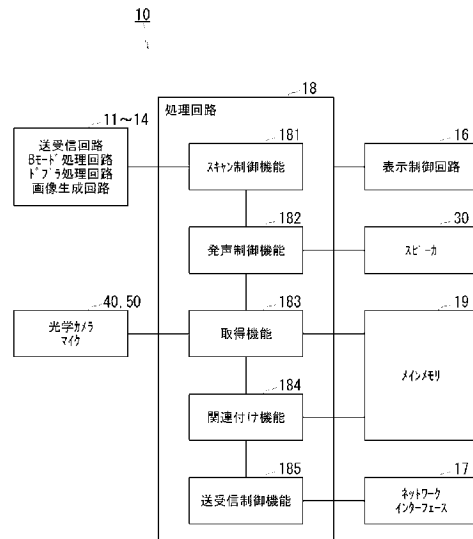 10
18
処理回路
11～14
送受信回路
Bモード処理回路
ドプラ処理回路
画像生成回路
181
スキャン制御機能
16
表示制御回路
182
発声制御機能
30
スピーカ
40, 50
光学カメラ
マイク
183
取得機能
19
メインメモリ
184
関連付け機能
185
送受信制御機能
17
ネットワーク
インターフェース